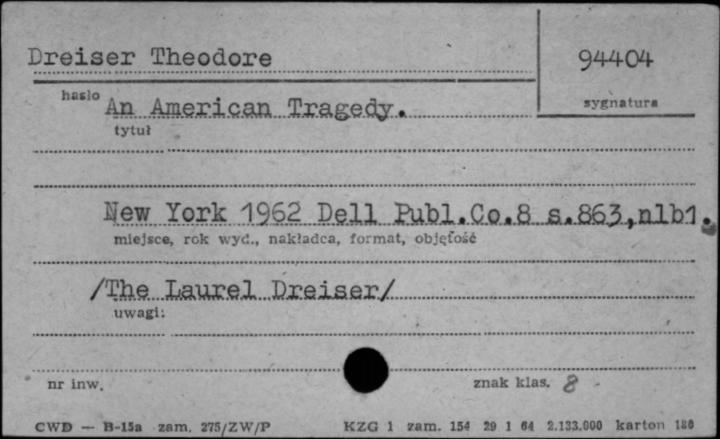 Dreiser Theodore 94404
hasło sygnatura
An American Tragedy.
tytuł
New York 1962 Dell Publ.Co.8 s.863,nlb1.
miejsce, rok wyd., nakładca, format, objętość
/The Laurel Dreiser/
uwagi:
nr inw. znak klas. 8
CWD — B-15a zam. 275/ZW/P KZG 1 zam. 154 29 1 64 2.133.000 karton 180